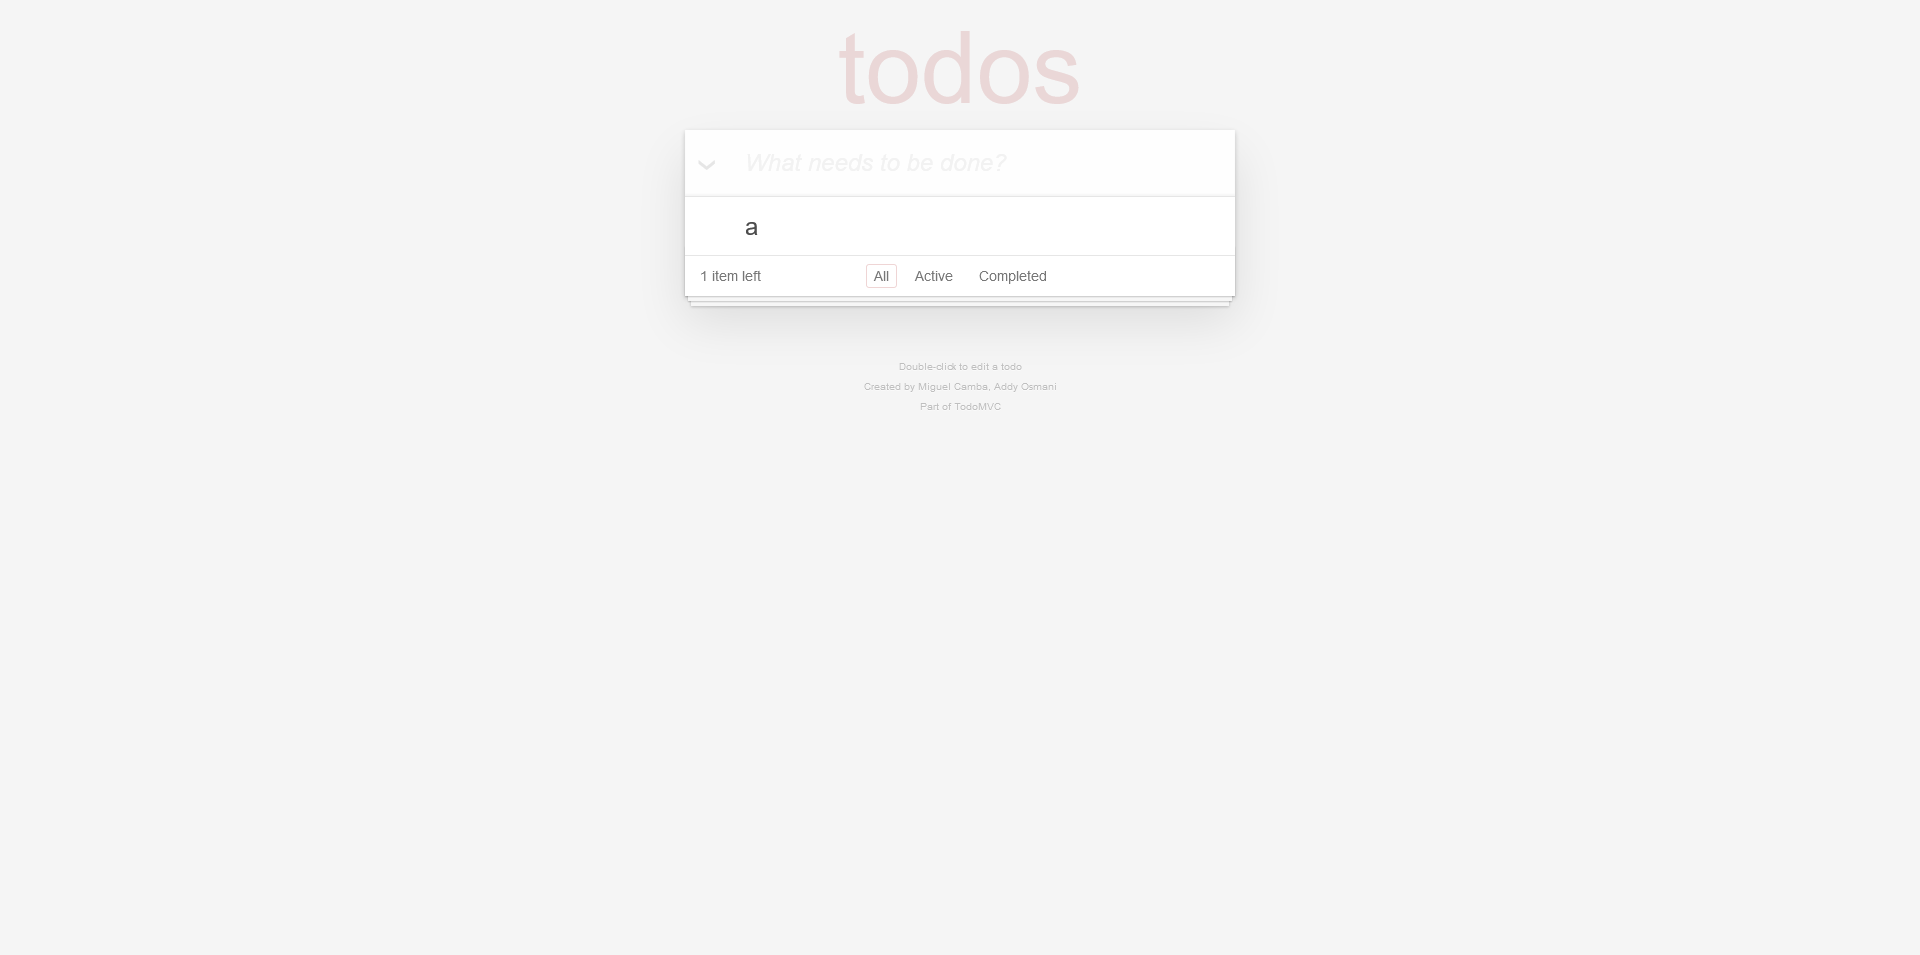 todos
What needs to be done?
a
1 item left All Active Completed
Double-click to edit a todo
Created by Miguel Camba, Addy Osmani
Part of TodoMVC